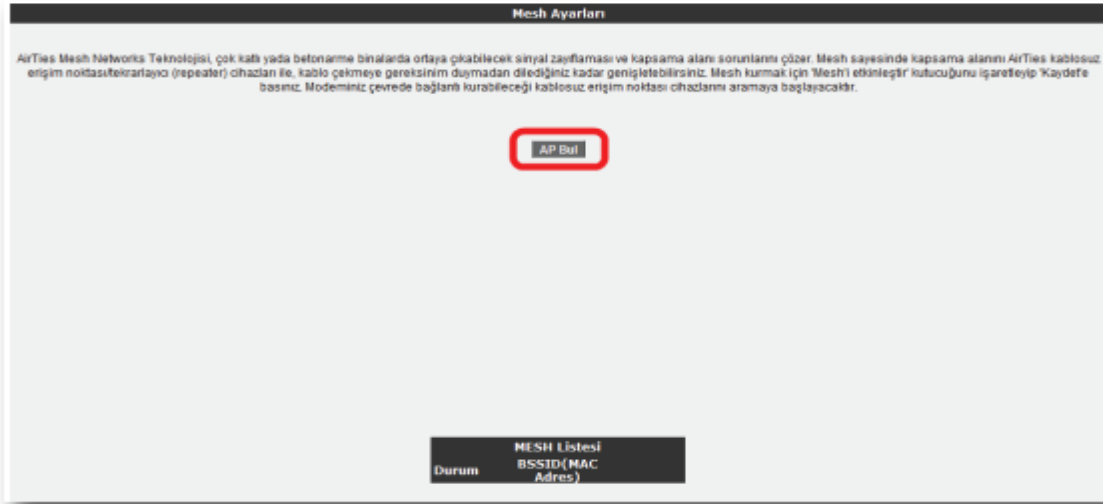 Mesh Ayarları
AirTies Mesh Networks Teknolojisi, çok katlı yada betonarme binalarda ortaya çıkabilecek sinyal zayıflaması ve kapsama alanı sorunlarını çözer. Mesh sayesinde kapsama alanını AirTies kablosuz
erişim noktası/tekrarlayıcı (repeater) cihazları ile, kablo çekmeye gereksinim duymadan dilediğiniz kadar genişletebilirsiniz. Mesh kurmak için 'Mesh'i etkinleştir' kutucuğunu işaretleyip 'Kaydet'e
basınız. Modeminiz çevrede bağlantı kurabileceği kablosuz erişim noktası cihazlarını aramaya başlayacaktır.
AP Bul
MESH Listesi
Durum BSSID(MAC
Adres)